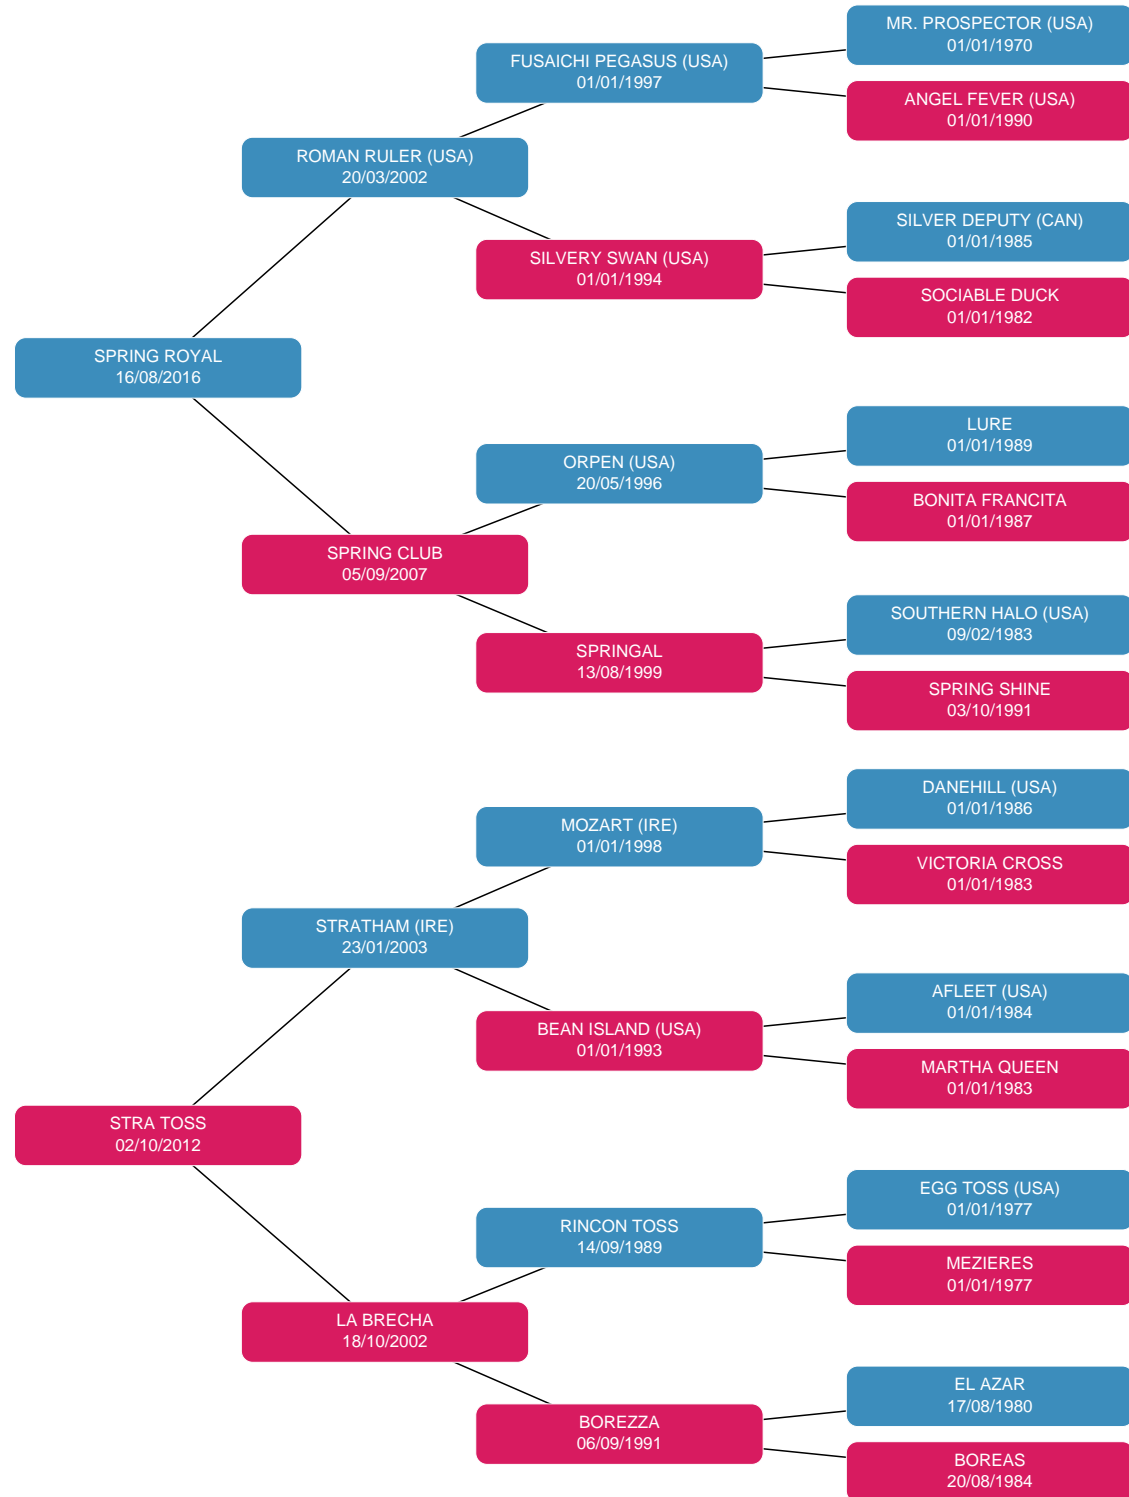 MR. PROSPECTOR (USA)
01/01/1970
FUSAICHI PEGASUS (USA)
01/01/1997
ANGEL FEVER (USA)
01/01/1990
ROMAN RULER (USA)
20/03/2002
SILVER DEPUTY (CAN)
01/01/1985
SILVERY SWAN (USA)
01/01/1994
SOCIABLE DUCK
01/01/1982
SPRING ROYAL
16/08/2016
LURE
01/01/1989
ORPEN (USA)
20/05/1996
BONITA FRANCITA
01/01/1987
SPRING CLUB
05/09/2007
SOUTHERN HALO (USA)
09/02/1983
SPRINGAL
13/08/1999
SPRING SHINE
03/10/1991
DANEHILL (USA)
01/01/1986
MOZART (IRE)
01/01/1998
VICTORIA CROSS
01/01/1983
STRATHAM (IRE)
23/01/2003
AFLEET (USA)
01/01/1984
BEAN ISLAND (USA)
01/01/1993
MARTHA QUEEN
01/01/1983
STRA TOSS
02/10/2012
EGG TOSS (USA)
01/01/1977
RINCON TOSS
14/09/1989
MEZIERES
01/01/1977
LA BRECHA
18/10/2002
EL AZAR
17/08/1980
BOREZZA
06/09/1991
BOREAS
20/08/1984